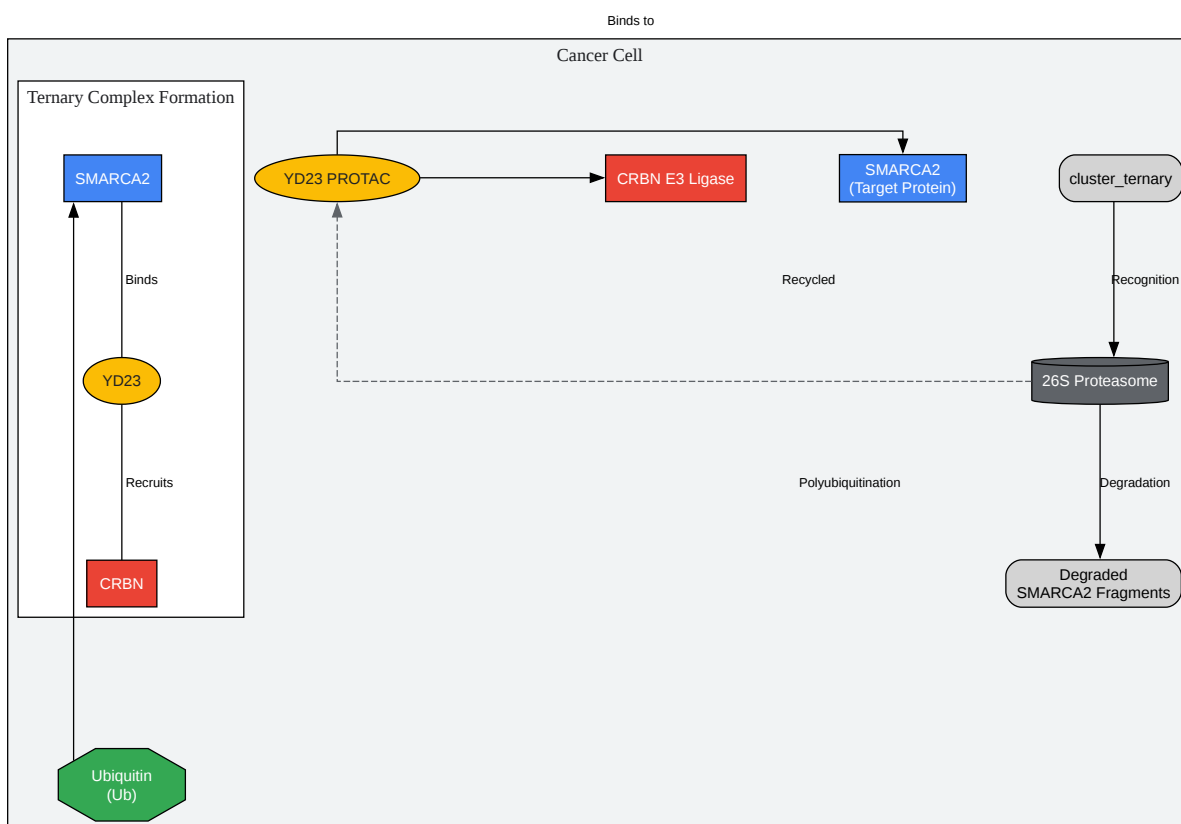 Binds to
Cancer Cell
Ternary Complex Formation
SMARCA2
YD23 PROTAC
CRBN E3 Ligase
SMARCA2
(Target Protein)
cluster_ternary
Binds
Recycled
Recognition
YD23
26S Proteasome
Recruits
Polyubiquitination
Degradation
CRBN
Degraded
SMARCA2 Fragments
Ubiquitin
(Ub)